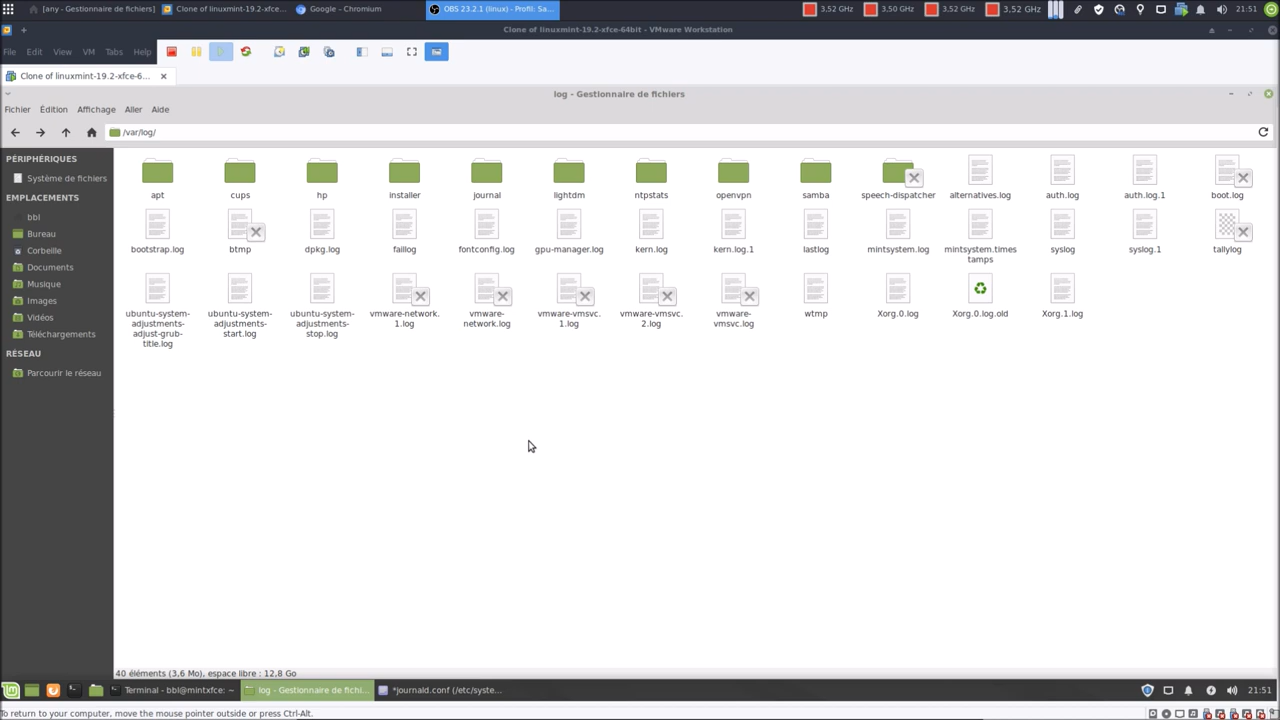 [any - Gestionnaire de fichiers] Clone of linuxmint-19.2-xfce... Google - Chromium OBS 23.2.1 (linux) - Profil: Sa... 3.52 GHz 3,50 GHz 3,52 GHz 3,52 GHz 21:51
Clone of linuxmint-19.2-xfce-64bit - VMware Workstation
File Edit View VM Tabs Help
Clone of linuxmint-19.2-xfce-6...
log - Gestionnaire de fichiers
Fichier Édition Affichage Aller Aide
/var/log/
PÉRIPHÉRIQUES
Système de fichiers
EMPLACEMENTS
bbl
Bureau
Corbeille
Documents
Musique
Images
Vidéos
Téléchargements
RÉSEAU
Parcourir le réseau
apt cups hp installer journal lightdm ntpstats openvpn samba speech-dispatcher alternatives.log auth.log auth.log.1 boot.log
bootstrap.log btmp dpkg.log faillog fontconfig.log gpu-manager.log kern.log kern.log.1 lastlog mintsystem.log mintsystem.times syslog syslog.1 tallylog
tamps
ubuntu-system- ubuntu-system- ubuntu-system- vmware-network. vmware- vmware-vmsvc. vmware-vmsvc. vmware- wtmp Xorg.0.log Xorg.0.log.old Xorg.1.log
adjustments- adjustments- adjustments- 1.log network.log 1.log 2.log vmsvc.log
adjust-grub- start.log stop.log
title.log
40 éléments (3,6 Mo), espace libre : 12,8 Go
Terminal - bbl@mintxfce: ~ log - Gestionnaire de fichi... *journald.conf (/etc/syste... 21:51
To return to your computer, move the mouse pointer outside or press Ctrl-Alt.